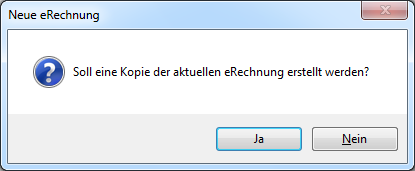 Neue eRechnung
Soll eine Kopie der aktuellen eRechnung erstellt werden?
Ja
Nein